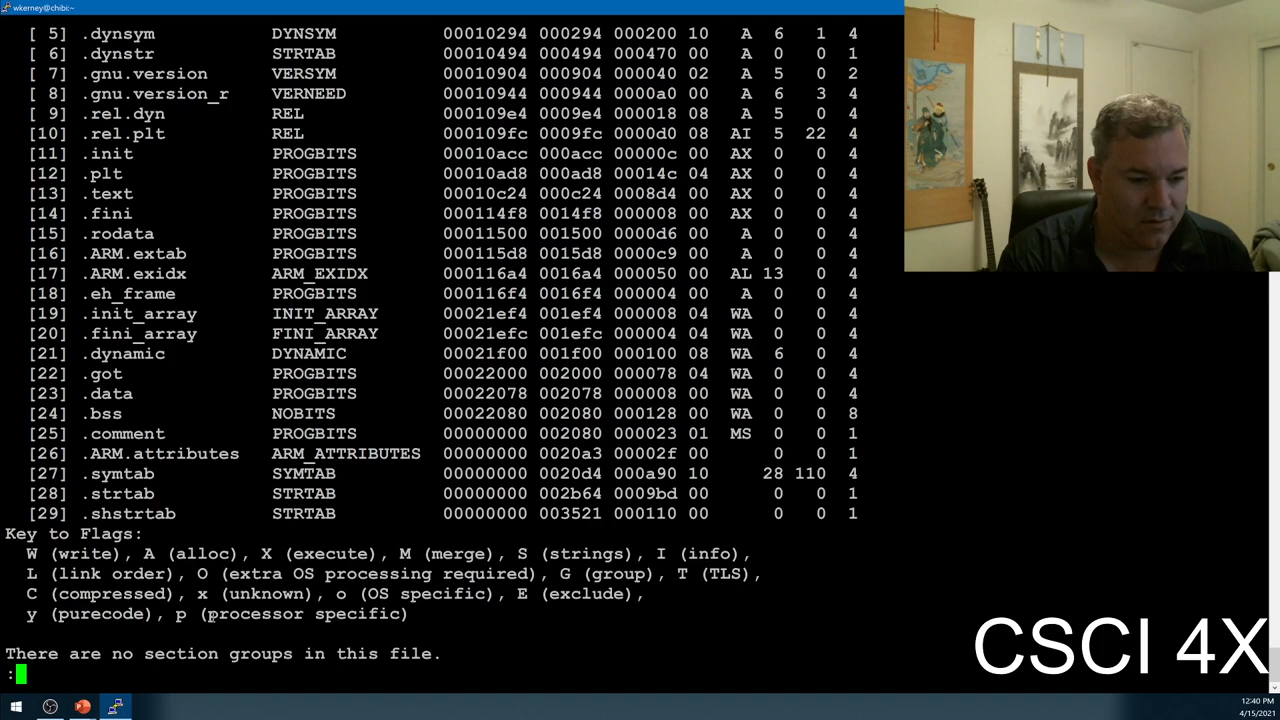 wkerney@chibi:~
[ 5] .dynsym DYNSYM 00010294 000294 000200 10 A 6 1 4
[ 6] .dynstr STRTAB 00010494 000494 000470 00 A 0 0 1
[ 7] .gnu.version VERSYM 00010904 000904 000040 02 A 5 0 2
[ 8] .gnu.version_r VERNEED 00010944 000944 0000a0 00 A 6 3 4
[ 9] .rel.dyn REL 000109e4 0009e4 000018 08 A 5 0 4
[10] .rel.plt REL 000109fc 0009fc 0000d0 08 AI 5 22 4
[11] .init PROGBITS 00010acc 000acc 00000c 00 AX 0 0 4
[12] .plt PROGBITS 00010ad8 000ad8 00014c 04 AX 0 0 4
[13] .text PROGBITS 00010c24 000c24 0008d4 00 AX 0 0 4
[14] .fini PROGBITS 000114f8 0014f8 000008 00 AX 0 0 4
[15] .rodata PROGBITS 00011500 001500 0000d6 00 A 0 0 4
[16] .ARM.extab PROGBITS 000115d8 0015d8 0000c9 00 A 0 0 4
[17] .ARM.exidx ARM_EXIDX 000116a4 0016a4 000050 00 AL 13 0 4
[18] .eh_frame PROGBITS 000116f4 0016f4 000004 00 A 0 0 4
[19] .init_array INIT_ARRAY 00021ef4 001ef4 000008 04 WA 0 0 4
[20] .fini_array FINI_ARRAY 00021efc 001efc 000004 04 WA 0 0 4
[21] .dynamic DYNAMIC 00021f00 001f00 000100 08 WA 6 0 4
[22] .got PROGBITS 00022000 002000 000078 04 WA 0 0 4
[23] .data PROGBITS 00022078 002078 000008 00 WA 0 0 4
[24] .bss NOBITS 00022080 002080 000128 00 WA 0 0 8
[25] .comment PROGBITS 00000000 002080 000023 01 MS 0 0 1
[26] .ARM.attributes ARM_ATTRIBUTES 00000000 0020a3 00002f 00 0 0 1
[27] .symtab SYMTAB 00000000 0020d4 000a90 10 28 110 4
[28] .strtab STRTAB 00000000 002b64 0009bd 00 0 0 1
[29] .shstrtab STRTAB 00000000 003521 000110 00 0 0 1
Key to Flags:
W (write), A (alloc), X (execute), M (merge), S (strings), I (info),
L (link order), O (extra OS processing required), G (group), T (TLS),
C (compressed), x (unknown), o (OS specific), E (exclude),
y (purecode), p (processor specific)
There are no section groups in this file.
:
CSCI 4X
12:40 PM
4/15/2021